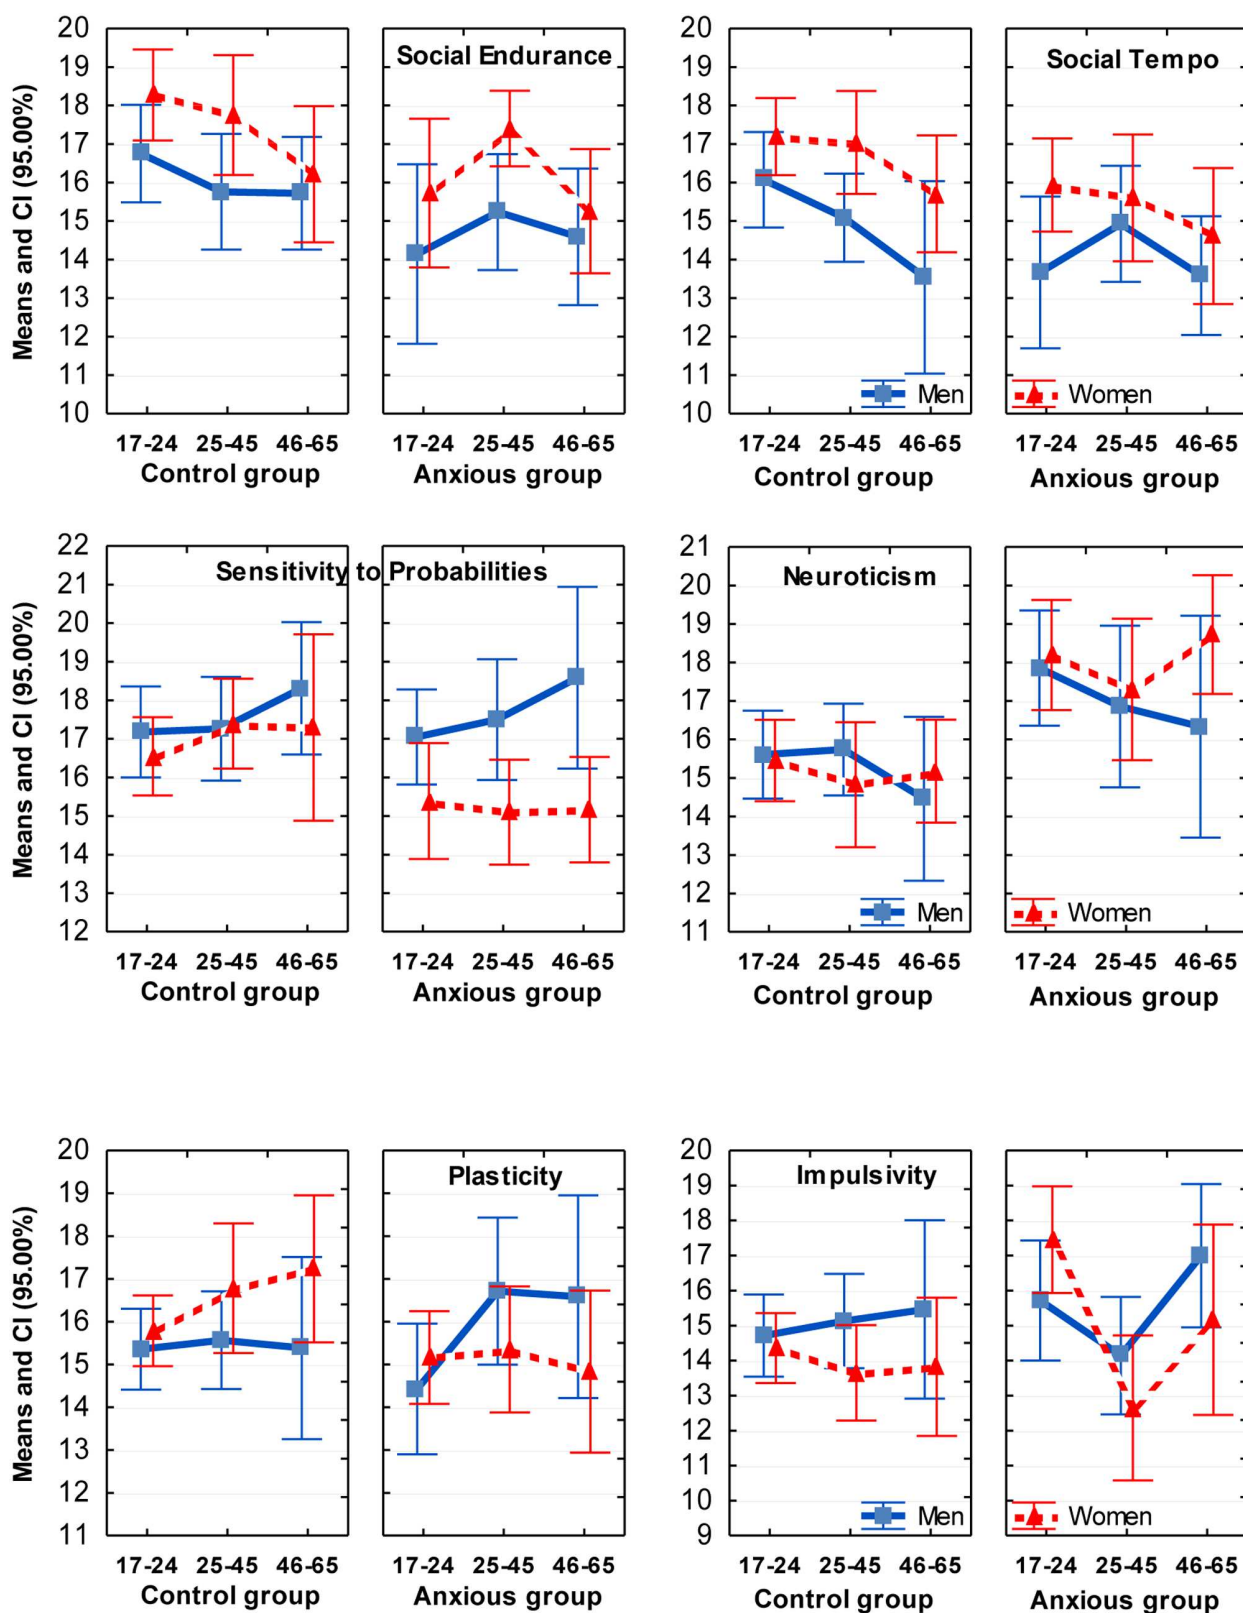 Social Endurance
Social Tempo
Means and CI (95.00%)
20
19
18
17
16
15
14
13
12
11
10
20
19
18
17
16
15
14
13
12
11
10
Men
Women
17-24 25-45 46-65
17-24 25-45 46-65
17-24 25-45 46-65
17-24 25-45 46-65
Control group
Anxious group
Control group
Anxious group
Sensitivity to Probabilities
Neuroticism
Means and CI (95.00%)
22
21
20
19
18
17
16
15
14
13
12
21
20
19
18
17
16
15
14
13
12
11
Men
Women
17-24 25-45 46-65
17-24 25-45 46-65
17-24 25-45 46-65
17-24 25-45 46-65
Control group
Anxious group
Control group
Anxious group
Plasticity
Impulsivity
Means and CI (95.00%)
20
19
18
17
16
15
14
13
12
11
20
19
18
17
16
15
14
13
12
11
10
9
Men
Women
17-24 25-45 46-65
17-24 25-45 46-65
17-24 25-45 46-65
17-24 25-45 46-65
Control group
Anxious group
Control group
Anxious group